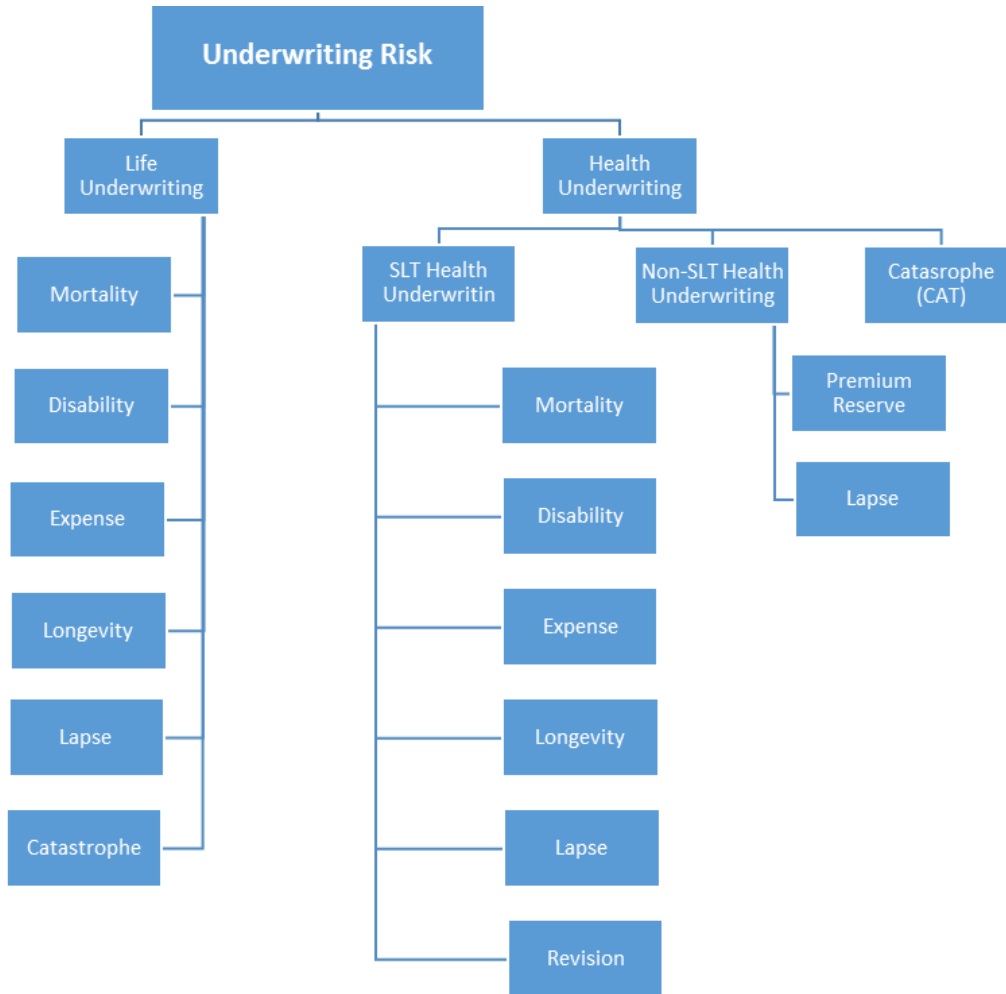 Underwriting Risk
Life
Underwriting
Health
Underwriting
Mortality
Disability
Expense
Longevity
Lapse
Catastrophe
SLT Health
Underwritin
Non-SLT Health
Underwriting
Catasrophe
(CAT)
Mortality
Disability
Expense
Longevity
Lapse
Revision
Premium
Reserve
Lapse